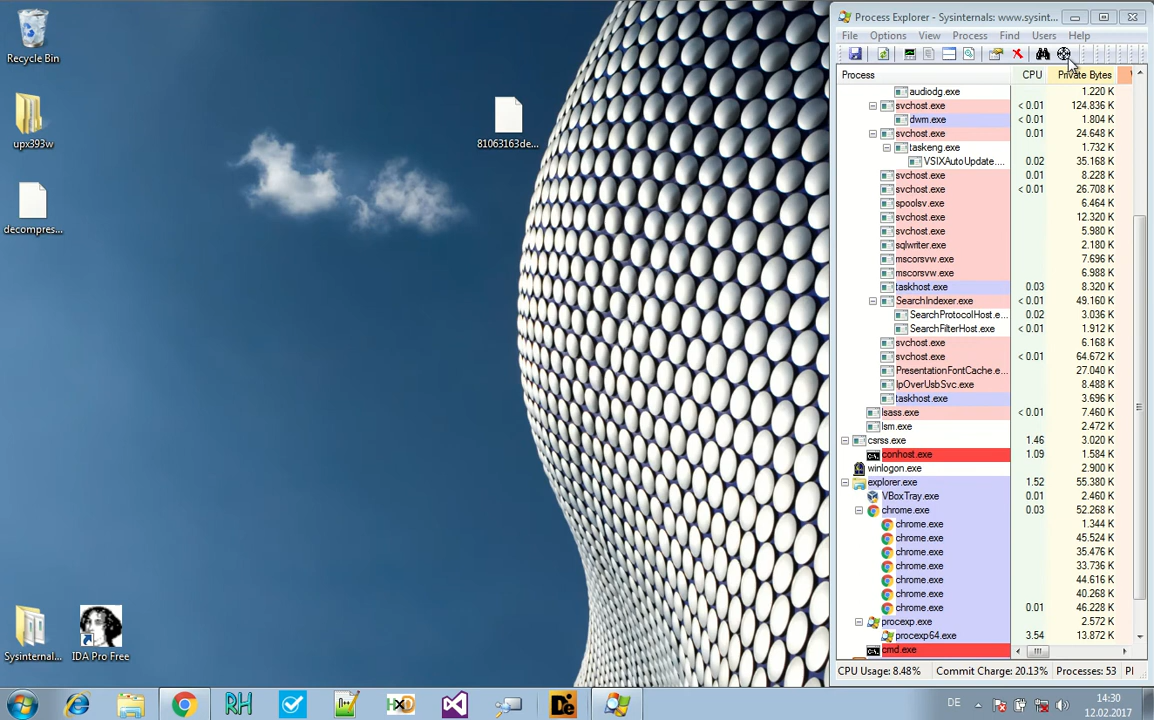 Recycle Bin
upx393w
decompres...
81063163de...
Sysinternal...
IDA Pro Free
Process Explorer - Sysinternals: www.sysint...
File Options View Process Find Users Help
Process CPU Private Bytes
audiodg.exe 1.220 K
svchost.exe < 0.01 124.836 K
dwm.exe < 0.01 1.804 K
svchost.exe 0.01 24.648 K
taskeng.exe 1.732 K
VSIXAutoUpdate.... 0.02 35.168 K
svchost.exe 0.01 8.228 K
svchost.exe < 0.01 26.708 K
spoolsv.exe 6.464 K
svchost.exe 12.320 K
svchost.exe 5.980 K
sqlwriter.exe 2.180 K
mscorsvw.exe 7.696 K
mscorsvw.exe 6.988 K
taskhost.exe 0.03 8.320 K
SearchIndexer.exe < 0.01 49.160 K
SearchProtocolHost.e... 0.02 3.036 K
SearchFilterHost.exe < 0.01 1.912 K
svchost.exe 6.168 K
svchost.exe < 0.01 64.672 K
PresentationFontCache.e... 27.040 K
IpOverUsbSvc.exe 8.488 K
taskhost.exe 3.696 K
lsass.exe < 0.01 7.460 K
lsm.exe 2.472 K
csrss.exe 1.46 3.020 K
conhost.exe 1.09 1.584 K
winlogon.exe 2.900 K
explorer.exe 1.52 55.380 K
VBoxTray.exe 0.01 2.460 K
chrome.exe 0.03 52.268 K
chrome.exe 1.344 K
chrome.exe 45.524 K
chrome.exe 35.476 K
chrome.exe 33.736 K
chrome.exe 44.616 K
chrome.exe 40.268 K
chrome.exe 0.01 46.228 K
procexp.exe 2.572 K
procexp64.exe 3.54 13.872 K
cmd.exe
CPU Usage: 8.48% Commit Charge: 20.13% Processes: 53 Pl
RH
HxD
De
DE
14:30
12.02.2017